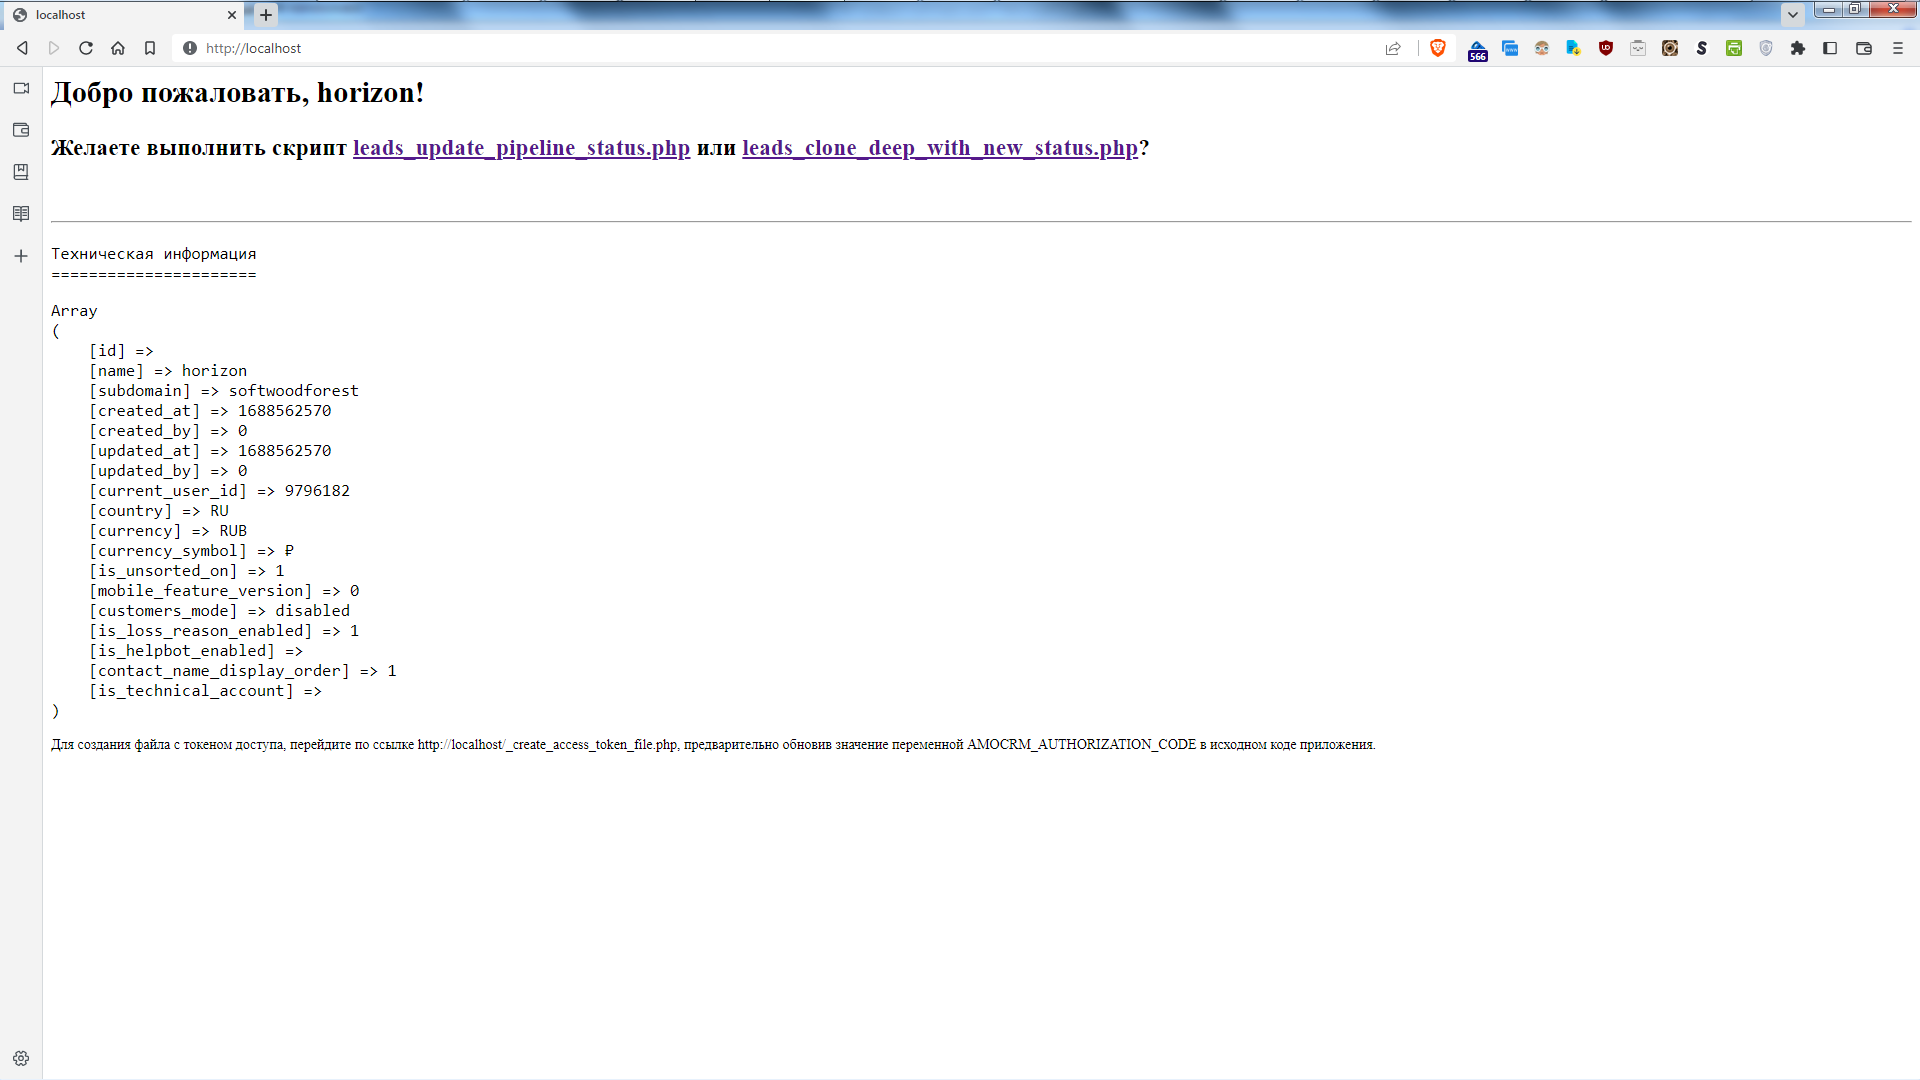 localhost
http://localhost
566
Добро пожаловать, horizon!
Желаете выполнить скрипт leads_update_pipeline_status.php или leads_clone_deep_with_new_status.php?
Техническая информация
======================
Array
(
[id] =>
[name] => horizon
[subdomain] => softwoodforest
[created_at] => 1688562570
[created_by] => 0
[updated_at] => 1688562570
[updated_by] => 0
[current_user_id] => 9796182
[country] => RU
[currency] => RUB
[currency_symbol] => ₽
[is_unsorted_on] => 1
[mobile_feature_version] => 0
[customers_mode] => disabled
[is_loss_reason_enabled] => 1
[is_helpbot_enabled] =>
[contact_name_display_order] => 1
[is_technical_account] =>
)
Для создания файла с токеном доступа, перейдите по ссылке http://localhost/_create_access_token_file.php, предварительно обновив значение переменной AMOCRM_AUTHORIZATION_CODE в исходном коде приложения.